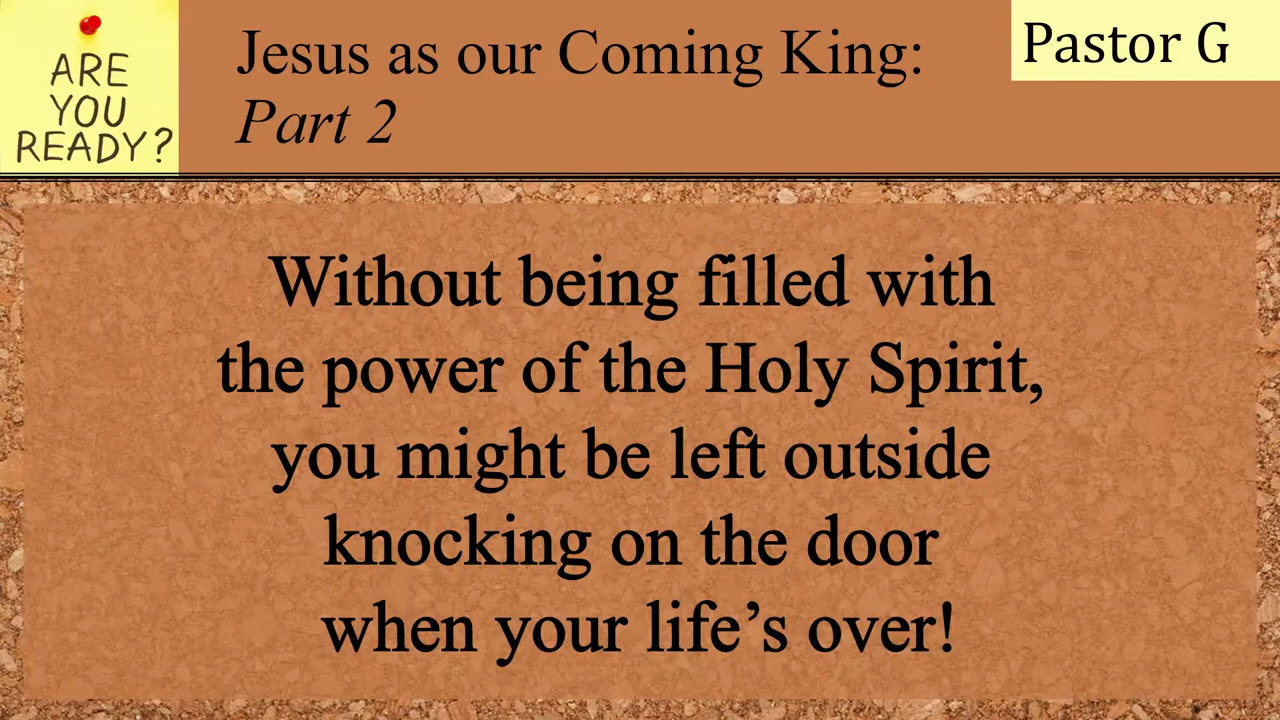 ARE
YOU
READY?
Jesus as our Coming King:
Part 2
Pastor G
Without being filled with
the power of the Holy Spirit,
you might be left outside
knocking on the door
when your life’s over!